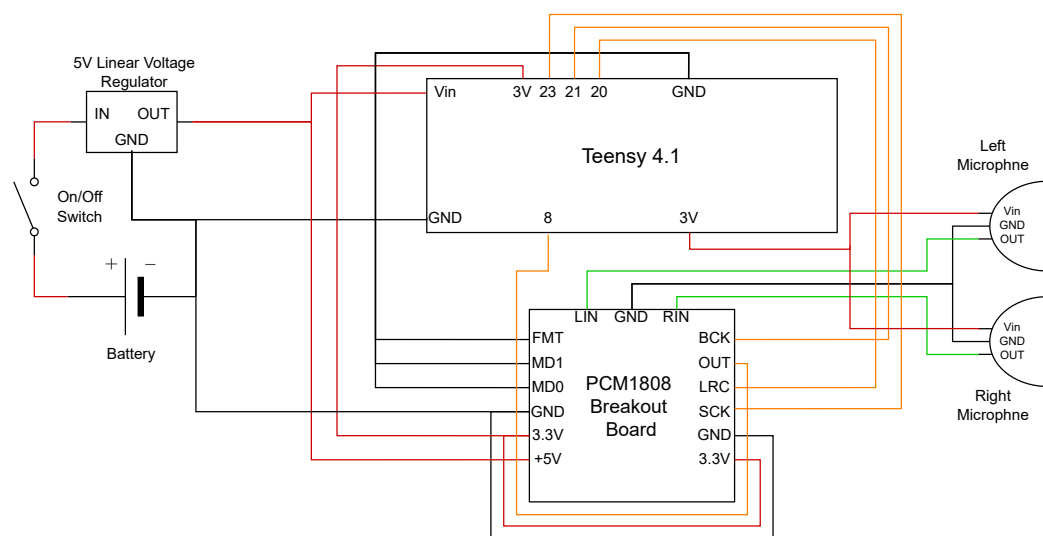 5V Linear Voltage
Regulator
IN
OUT
GND
On/Off
Switch
+
−
Battery
Vin
3V
23
21
20
GND
Teensy 4.1
GND
8
3V
Left
Microphne
Vin
GND
OUT
Vin
GND
OUT
Right
Microphne
LIN
GND
RIN
FMT
MD1
MD0
GND
3.3V
+5V
PCM1808
Breakout
Board
BCK
OUT
LRC
SCK
GND
3.3V